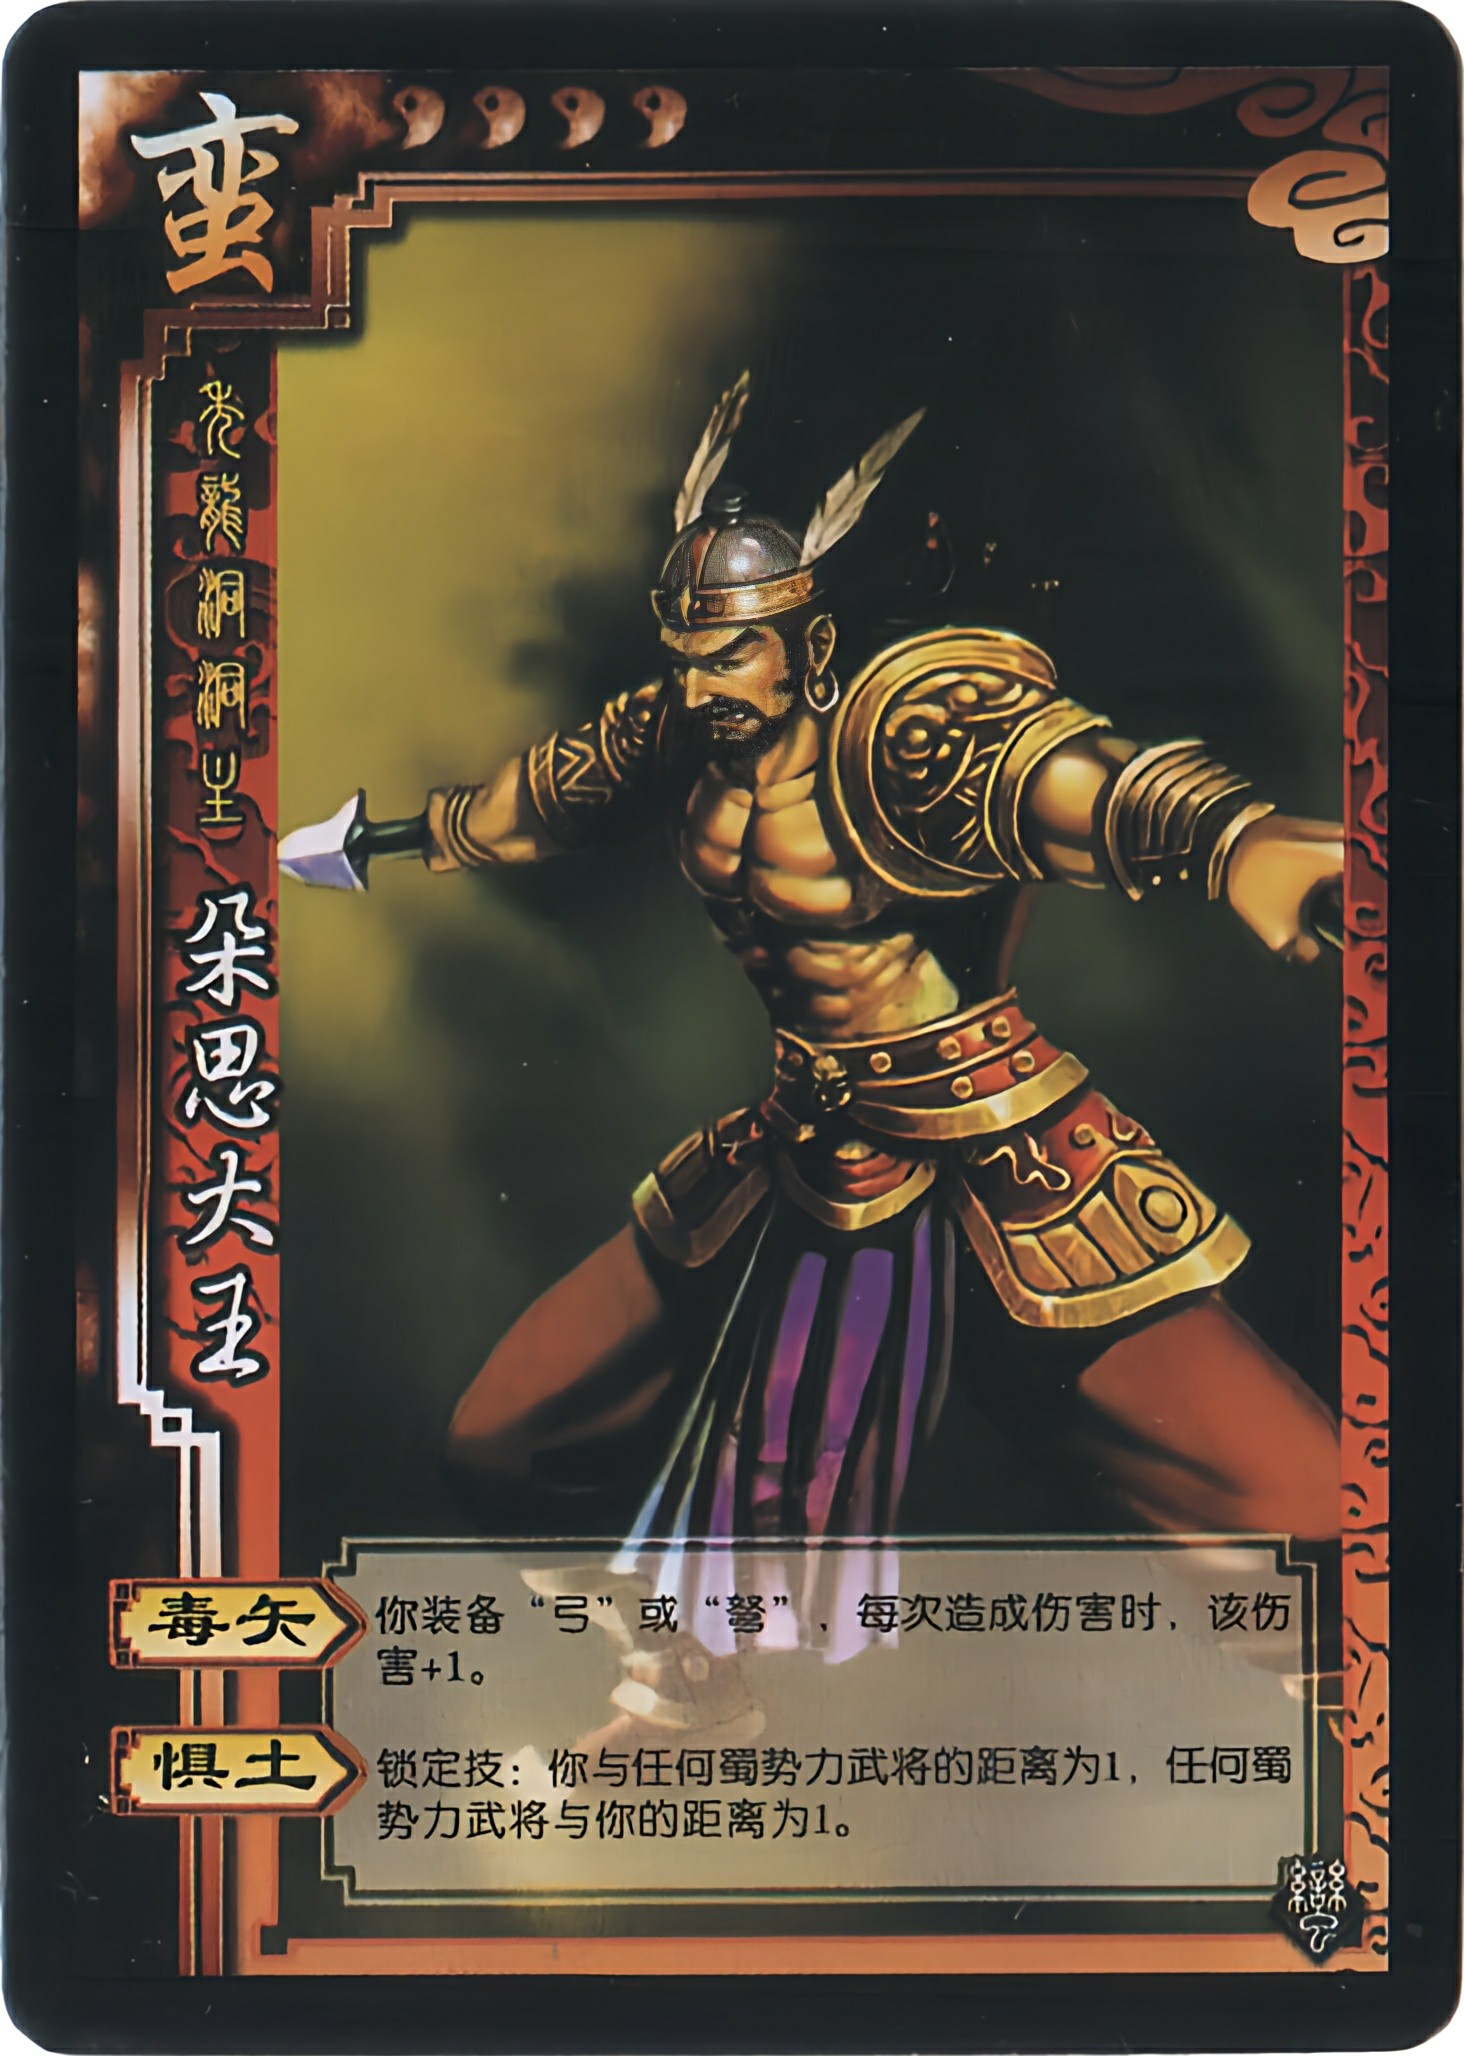 蛮
秃龍洞洞主
朵思大王
毒矢
你装备“弓”或“弩”，每次造成伤害时，该伤
害+1。
惧土
锁定技：你与任何蜀势力武将的距离为1，任何蜀
势力武将与你的距离为1。
蠻